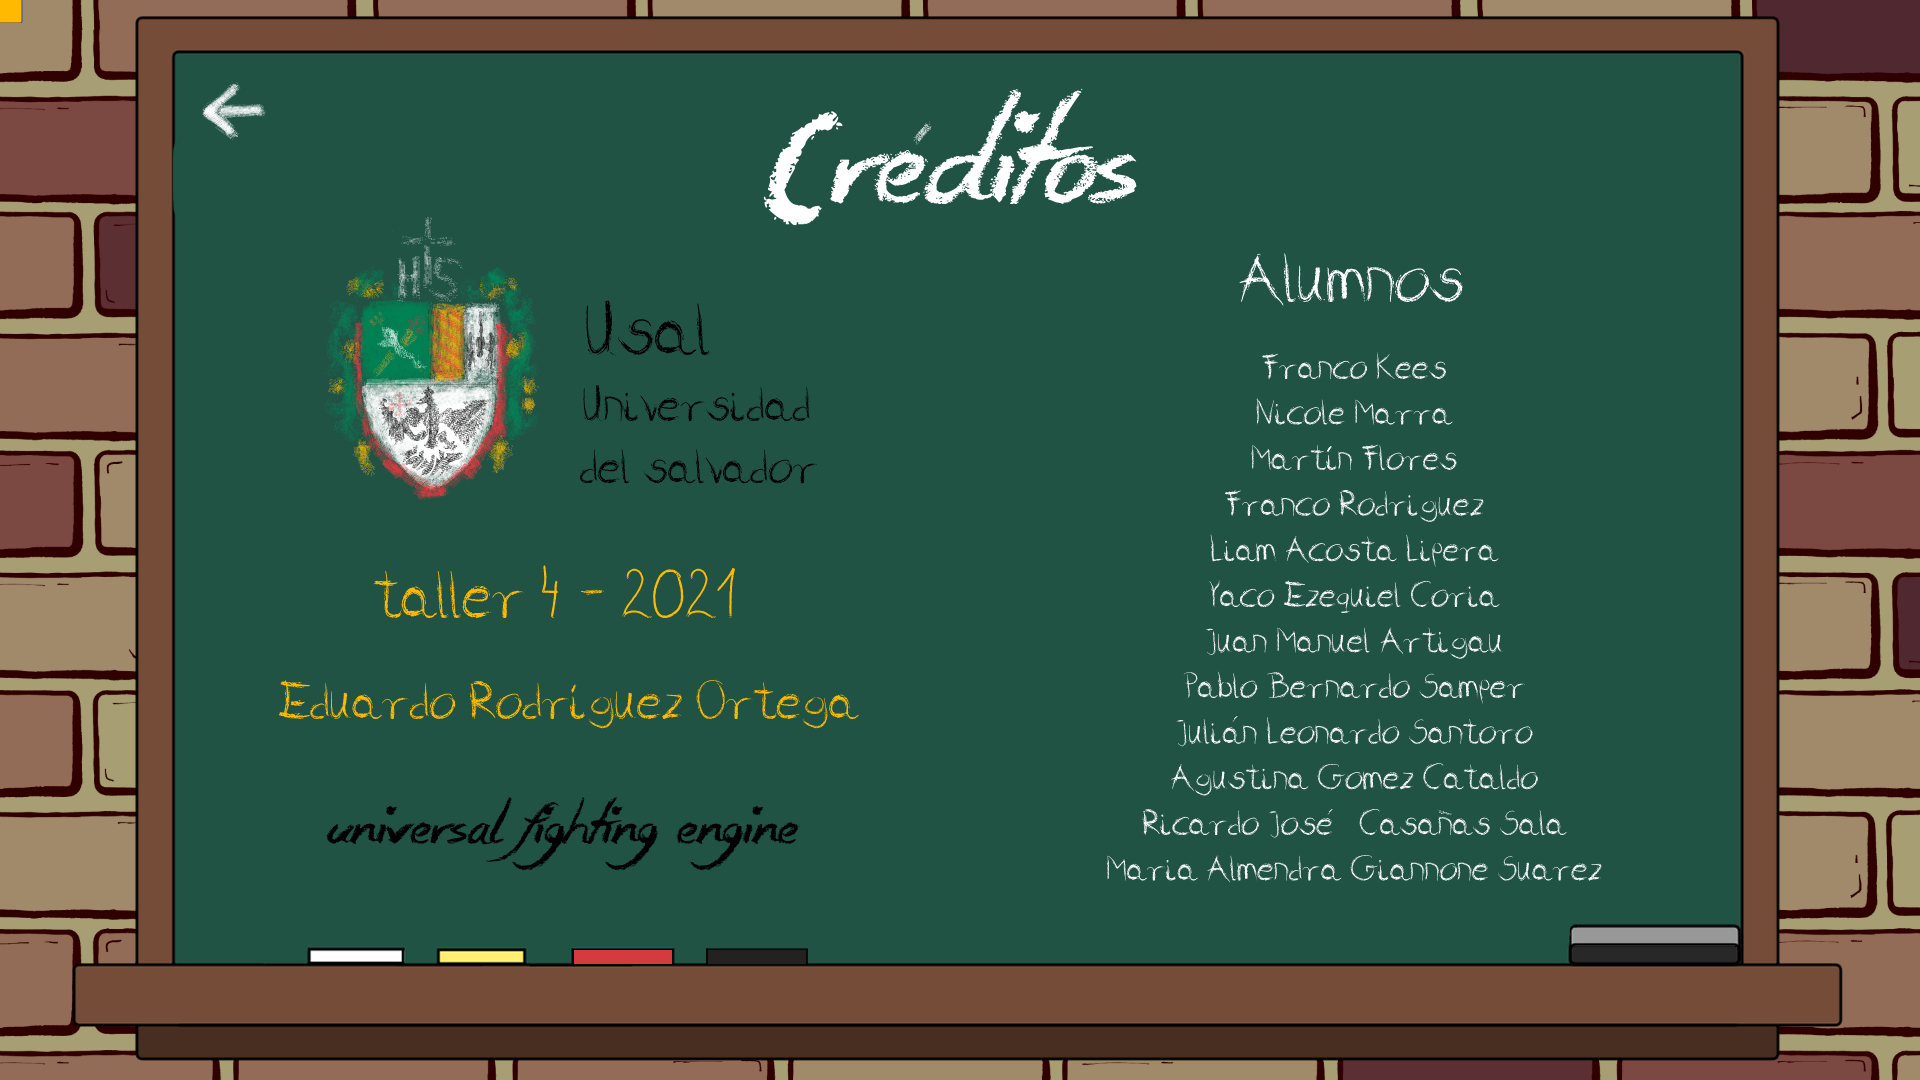 Créditos
HIS
Usal
Universidad
del salvador
taller 4 - 2021
Eduardo Rodríguez Ortega
universal fighting engine
Alumnos
Franco Kees
Nicole Marra
Martín Flores
Franco Rodriguez
Liam Acosta Lipera
Yaco Ezequiel Coria
Juan Manuel Artigau
Pablo Bernardo Samper
Julián Leonardo Santoro
Agustina Gomez Cataldo
Ricardo José Casañas Sala
Maria Almendra Giannone Suarez